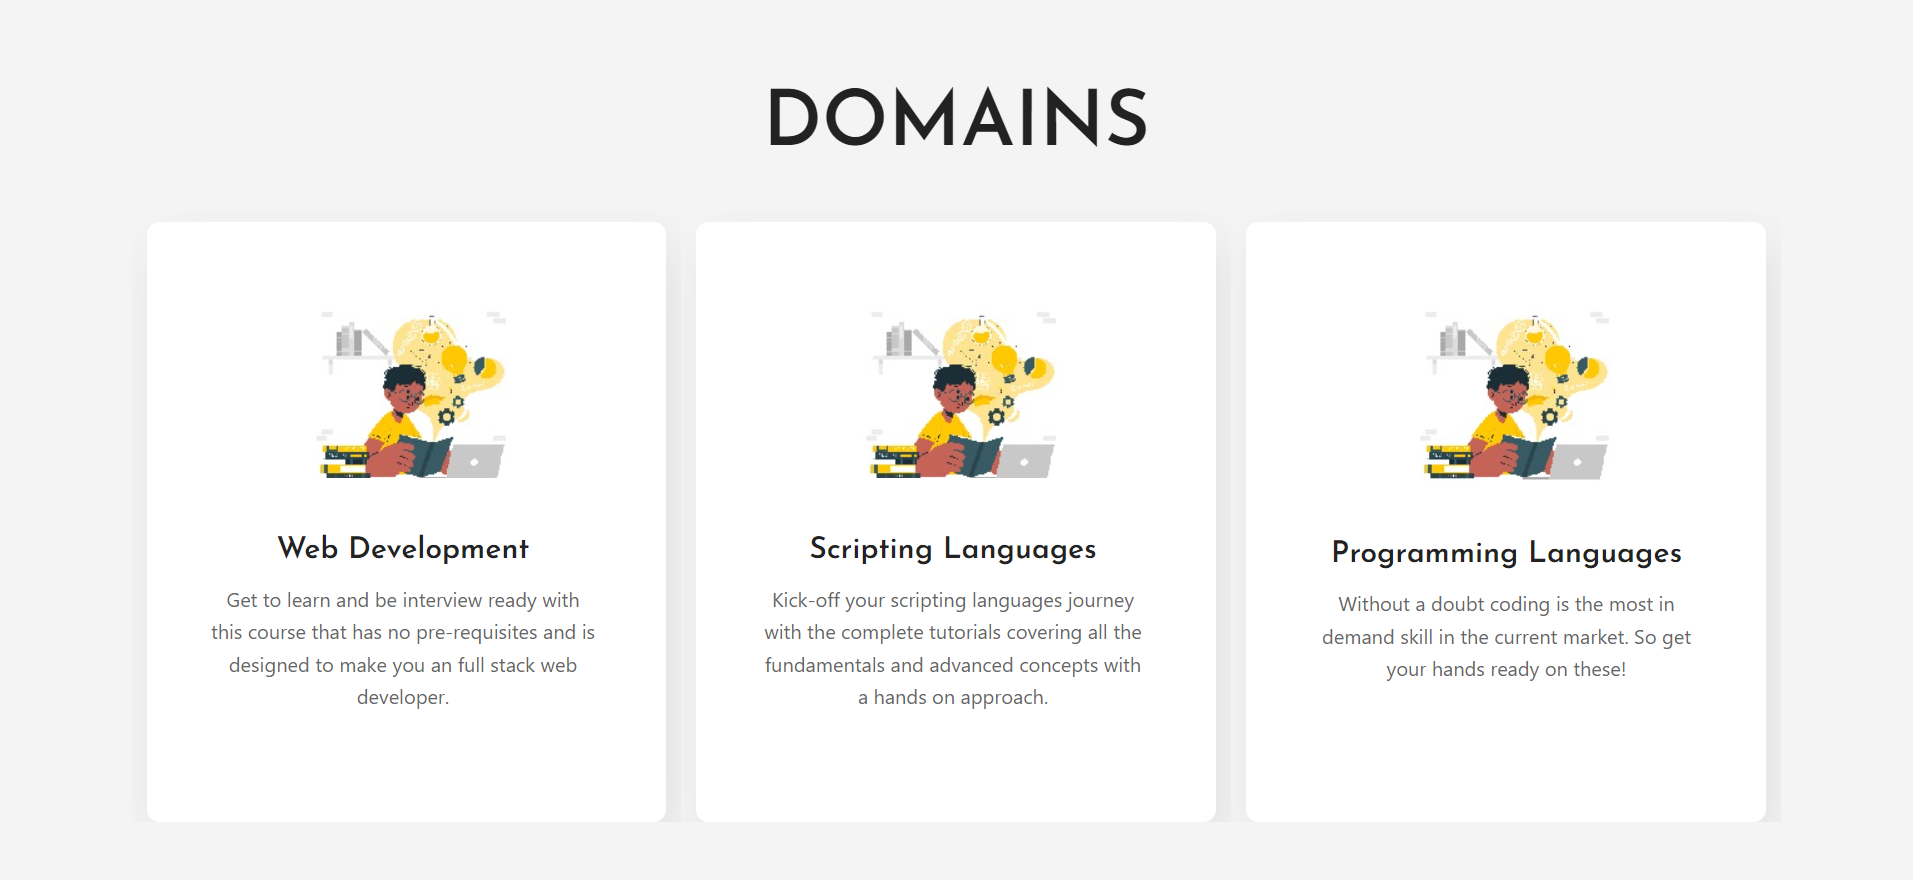 DOMAINS
Web Development
Get to learn and be interview ready with
this course that has no pre-requisites and is
designed to make you an full stack web
developer.
Scripting Languages
Kick-off your scripting languages journey
with the complete tutorials covering all the
fundamentals and advanced concepts with
a hands on approach.
Programming Languages
Without a doubt coding is the most in
demand skill in the current market. So get
your hands ready on these!